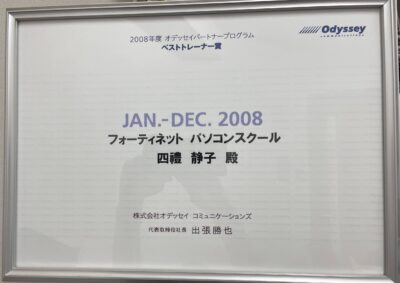 2008年度 オデッセイパートナープログラム
ベストトレーナー賞
Odyssey
communications
JAN.-DEC. 2008
フォーティネット パソコンスクール
四禮 静子 殿
株式会社オデッセイ コミュニケーションズ
代表取締役社長 出張勝也